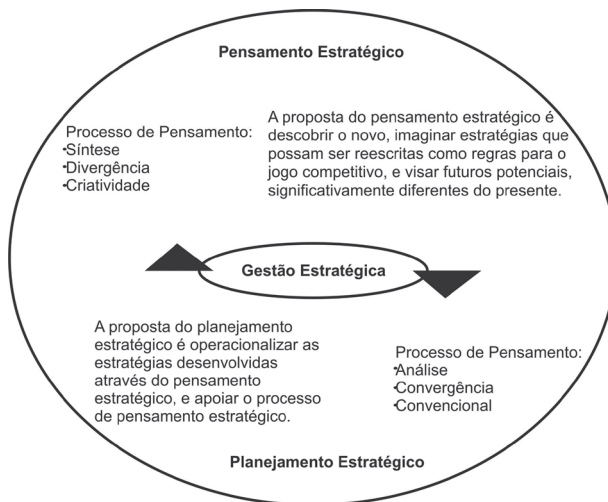 Pensamento Estratégico
Processo de Pensamento:
•Síntese
•Divergência
•Criatividade
A proposta do pensamento estratégico é
descobrir o novo, imaginar estratégias que
possam ser reescritas como regras para o
jogo competitivo, e visar futuros potenciais,
significativamente diferentes do presente.
Gestão Estratégica
A proposta do planejamento
estratégico é operacionalizar as
estratégias desenvolvidas
através do pensamento
estratégico, e apoiar o processo
de pensamento estratégico.
Processo de Pensamento:
•Análise
•Convergência
•Convencional
Planejamento Estratégico